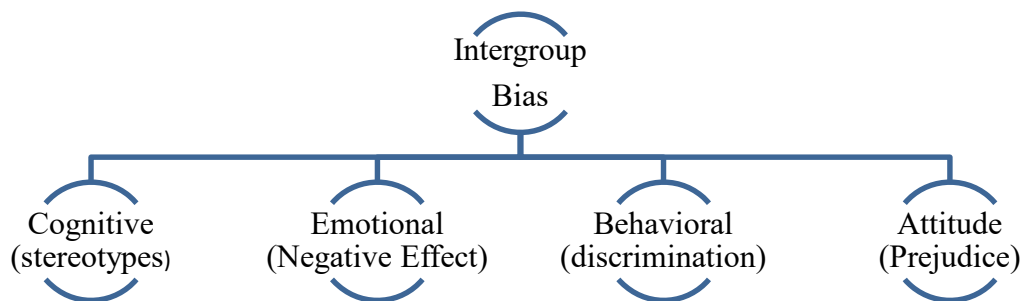 Intergroup
Bias
Cognitive
(stereotypes)
Emotional
(Negative Effect)
Behavioral
(discrimination)
Attitude
(Prejudice)